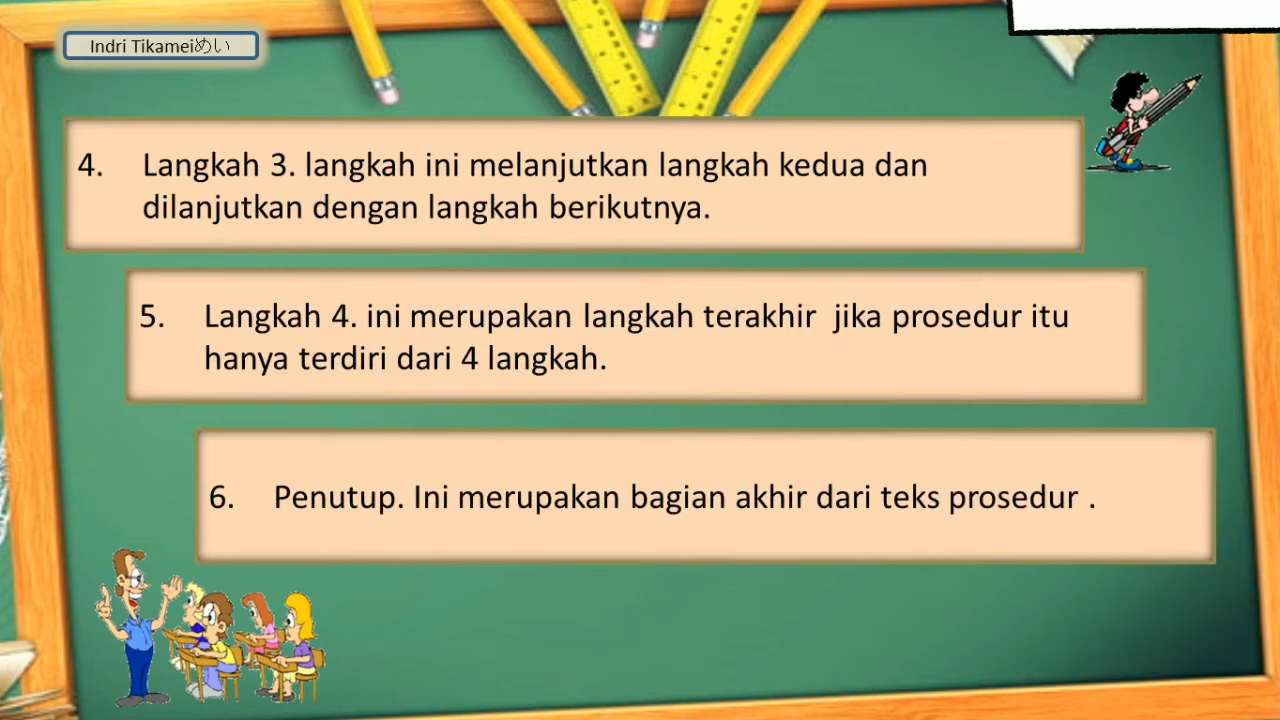 Indri Tikameiめい
4. Langkah 3. langkah ini melanjutkan langkah kedua dan
dilanjutkan dengan langkah berikutnya.
5. Langkah 4. ini merupakan langkah terakhir jika prosedur itu
hanya terdiri dari 4 langkah.
6. Penutup. Ini merupakan bagian akhir dari teks prosedur .